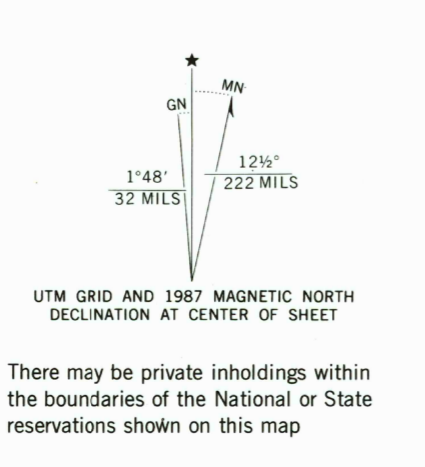 ★
MN
GN
1°48'
32 MILS
12½°
222 MILS
UTM GRID AND 1987 MAGNETIC NORTH
DECLINATION AT CENTER OF SHEET
There may be private inholdings within
the boundaries of the National or State
reservations shown on this map